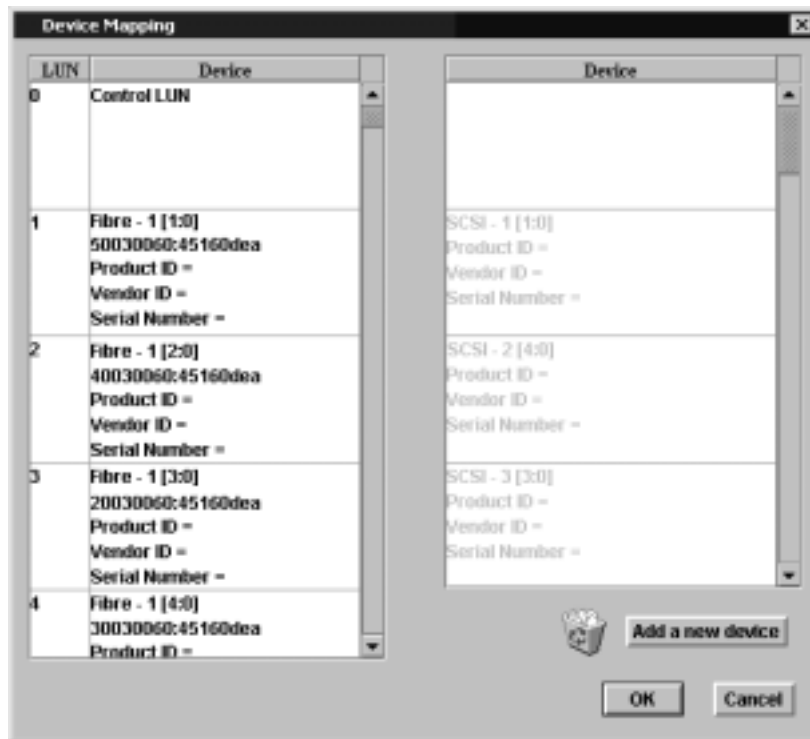 Device Mapping
LUN Device
0 Control LUN
1 Fibre - 1 [1:0]
50030060:45160dea
Product ID =
Vendor ID =
Serial Number =
2 Fibre - 1 [2:0]
40030060:45160dea
Product ID =
Vendor ID =
Serial Number =
3 Fibre - 1 [3:0]
20030060:45160dea
Product ID =
Vendor ID =
Serial Number =
4 Fibre - 1 [4:0]
30030060:45160dea
Product ID =
Device
SCSI - 1 [1:0]
Product ID =
Vendor ID =
Serial Number =
SCSI - 2 [4:0]
Product ID =
Vendor ID =
Serial Number =
SCSI - 3 [3:0]
Product ID =
Vendor ID =
Serial Number =
Add a new device
OK Cancel